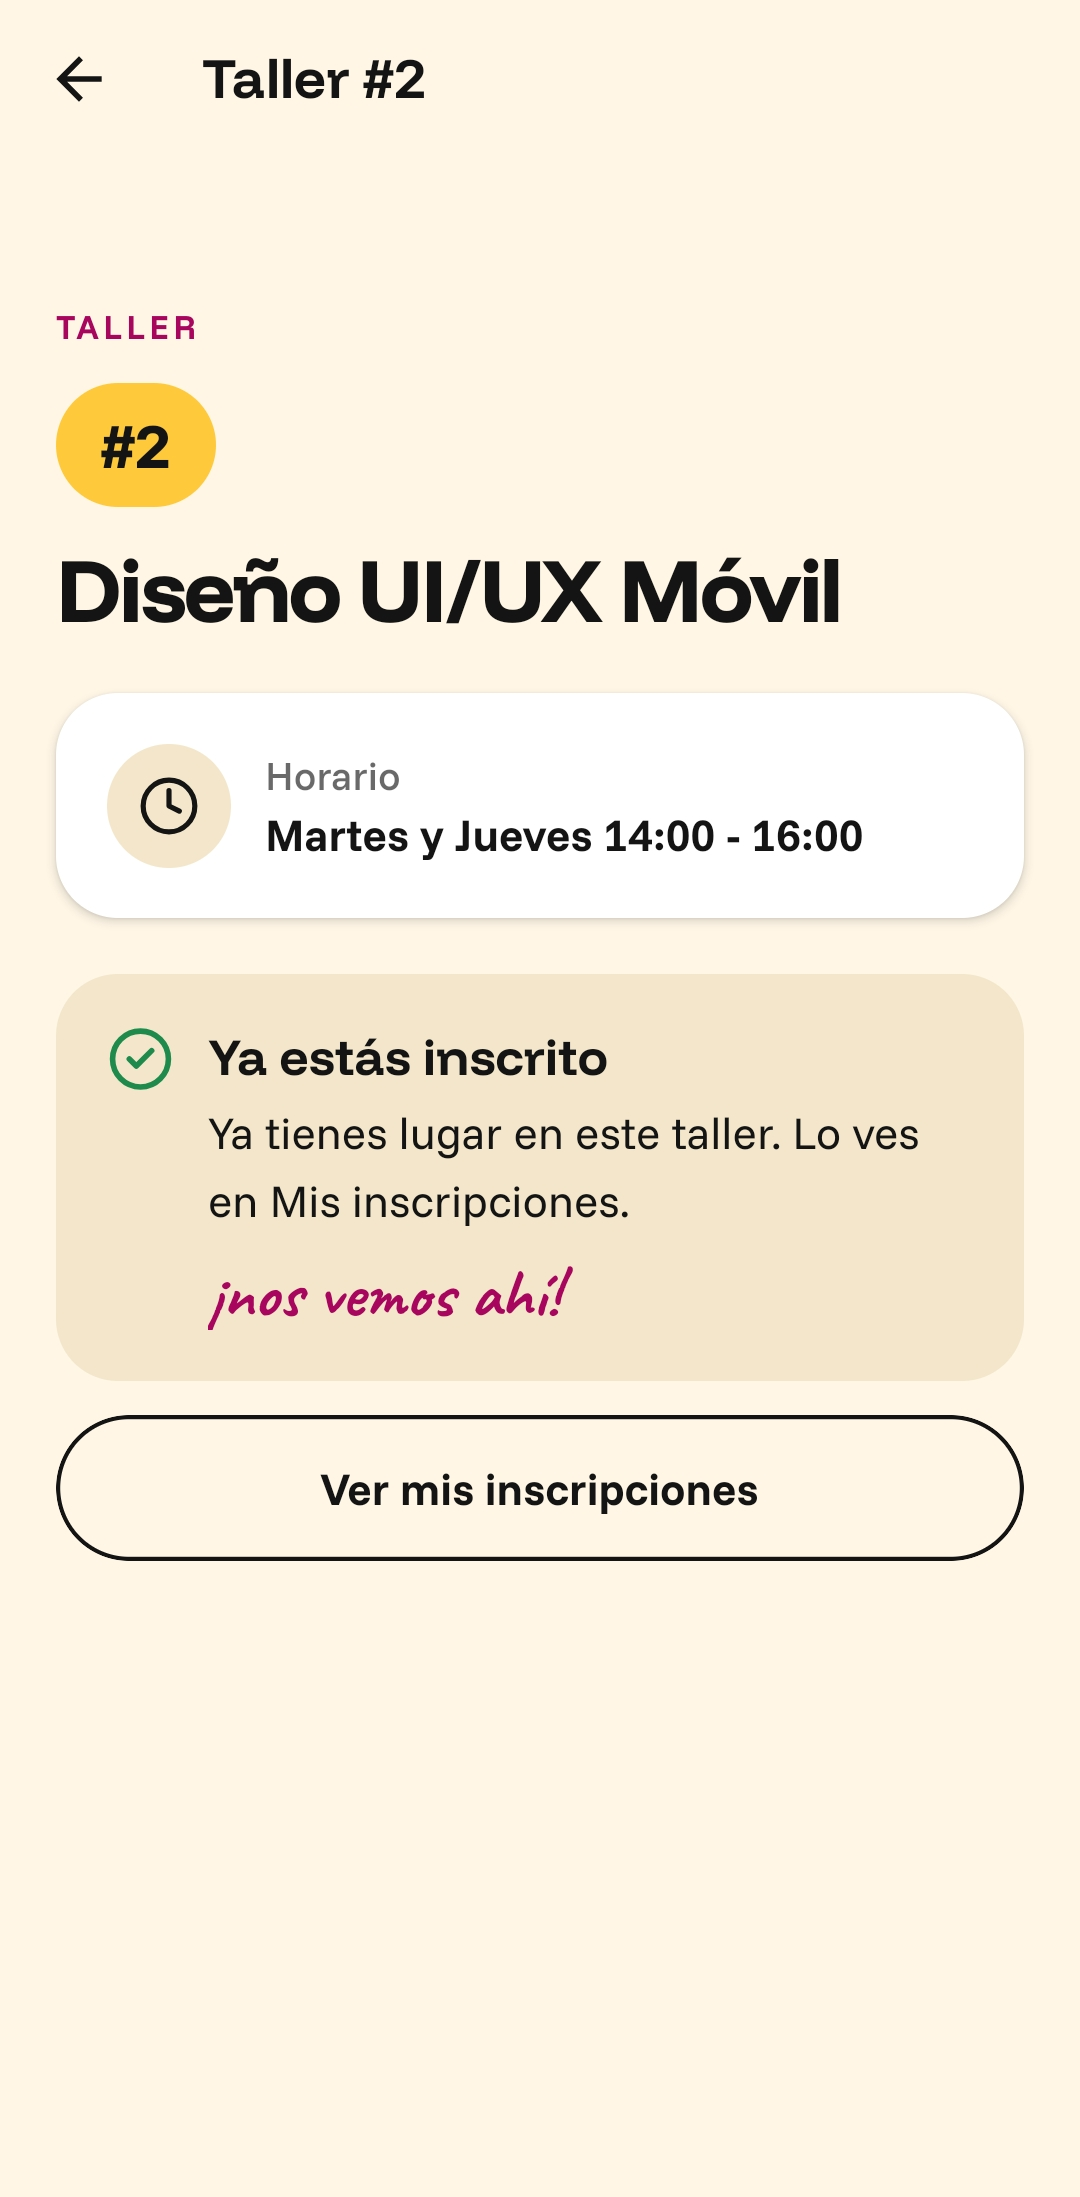 Taller #2
TALLER
#2
Diseño UI/UX Móvil
Horario
Martes y Jueves 14:00 - 16:00
Ya estás inscrito
Ya tienes lugar en este taller. Lo ves
en Mis inscripciones.
¡nos vemos ahí!
Ver mis inscripciones